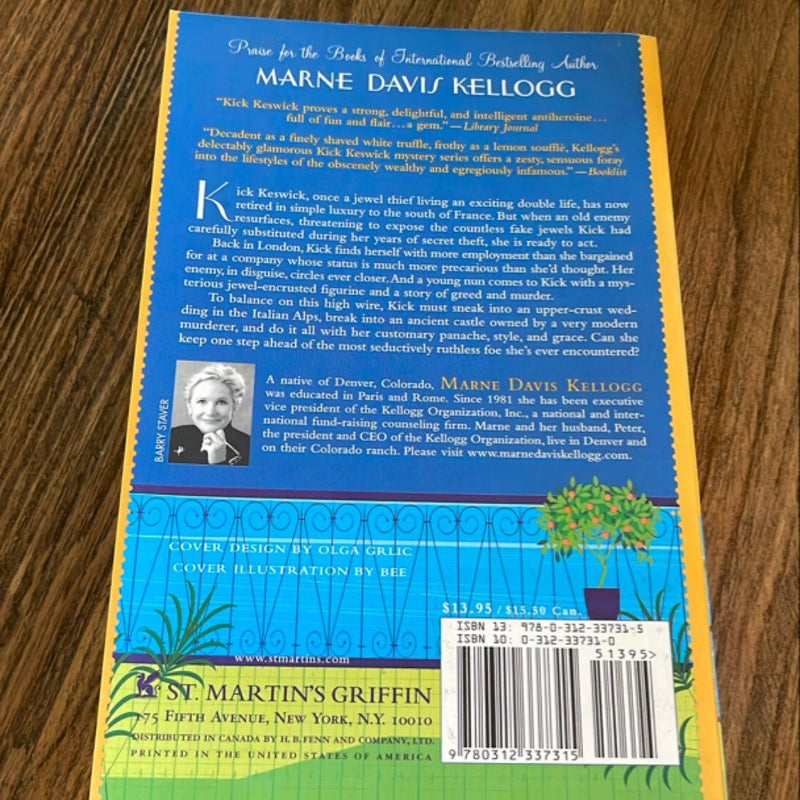 Praise for the Books of International Bestselling Author
MARNE DAVIS KELLOGG
“Kick Keswick proves a strong, delightful, and intelligent antiheroine...
full of fun and flair...a gem.” — Library Journal
“Decadent as a finely shaved white truffle, frothy as a lemon soufflé, Kellogg’s
delectably glamorous Kick Keswick mystery series offers a zesty, sensuous foray
into the lifestyles of the obscenely wealthy and egregiously infamous.” — Booklist
Kick Keswick, once a jewel thief living an exciting double life, has now
retired in simple luxury to the south of France. But when an old enemy
resurfaces, threatening to expose the countless fake jewels Kick had
carefully substituted during her years of secret theft, she is ready to act.
Back in London, Kick finds herself with more employment than she bargained
for at a company whose status is much more precarious than she’d thought. Her
enemy, in disguise, circles ever closer. And a young nun comes to Kick with a mys-
terious jewel-encrusted figurine and a story of greed and murder.
To balance on this high wire, Kick must sneak into an upper-crust wed-
ding in the Italian Alps, break into an ancient castle owned by a very modern
murderer, and do it all with her customary panache, style, and grace. Can she
keep one step ahead of the most seductively ruthless foe she’s ever encountered?
BARRY STAVER
A native of Denver, Colorado, MARNE DAVIS KELLOGG
was educated in Paris and Rome. Since 1981 she has been executive
vice president of the Kellogg Organization, Inc., a national and inter-
national fund-raising counseling firm. Marne and her husband, Peter,
the president and CEO of the Kellogg Organization, live in Denver and
on their Colorado ranch. Please visit www.marnedaviskellogg.com.
COVER DESIGN BY OLGA GRLIC
COVER ILLUSTRATION BY BEE
$13.95 / $15.50 Can.
ISBN 13: 978-0-312-33731-5
ISBN 10: 0-312-33731-0
51395>
9 780312 337315
www.stmartins.com
ST. MARTIN’S GRIFFIN
175 FIFTH AVENUE, NEW YORK, N.Y. 10010
DISTRIBUTED IN CANADA BY H. B. FENN AND COMPANY, LTD.
PRINTED IN THE UNITED STATES OF AMERICA